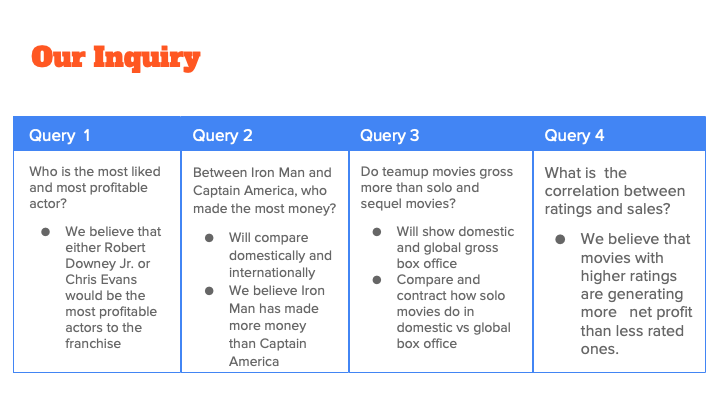 Our Inquiry
Query 1
Who is the most liked
and most profitable
actor?
● We believe that
either Robert
Downey Jr. or
Chris Evans
would be the
most profitable
actors to the
franchise
Query 2
Between Iron Man and
Captain America, who
made the most money?
● Will compare
domestically and
internationally
● We believe Iron
Man has made
more money
than Captain
America
Query 3
Do teamup movies gross
more than solo and
sequel movies?
● Will show domestic
and global gross
box office
● Compare and
contract how solo
movies do in
domestic vs global
box office
Query 4
What is the
correlation between
ratings and sales?
● We believe that
movies with
higher ratings
are generating
more net profit
than less rated
ones.